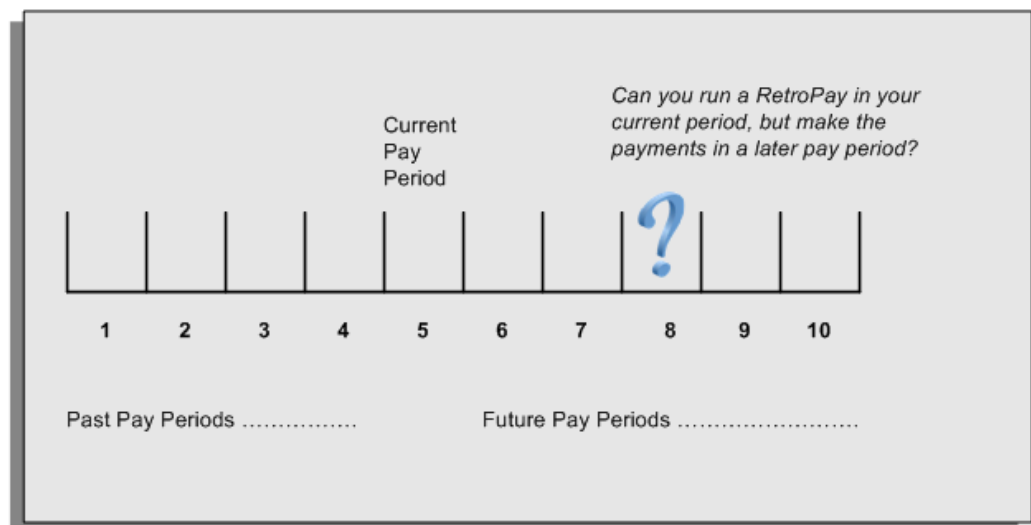 Can you run a RetroPay in your
current period, but make the
payments in a later pay period?
Current
Pay
Period
?
1 2 3 4 5 6 7 8 9 10
Past Pay Periods ................
Future Pay Periods .........................